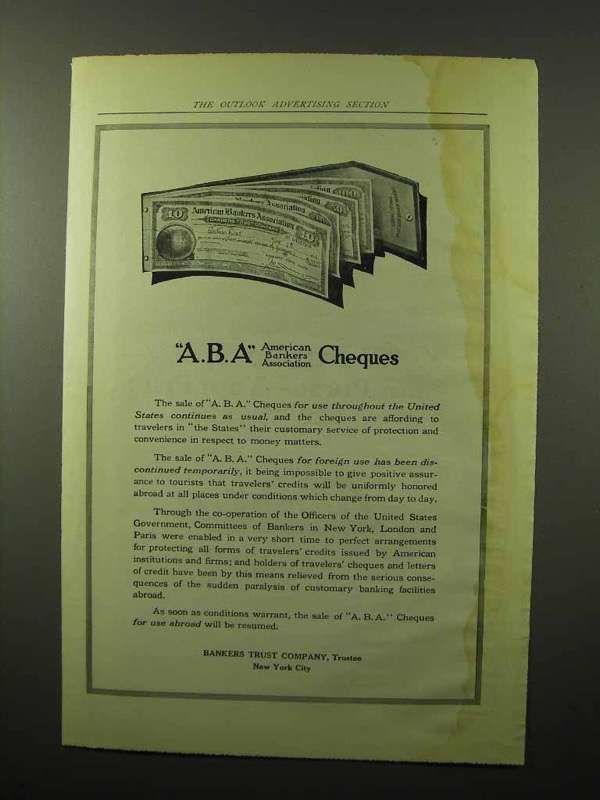 THE OUTLOOK ADVERTISING SECTION
10 American Bankers Association 10
"A.B.A" American Bankers Association Cheques
The sale of "A. B. A." Cheques for use throughout the United
States continues as usual, and the cheques are affording to
travelers in "the States" their customary service of protection and
convenience in respect to money matters.
The sale of "A. B. A." Cheques for foreign use has been dis-
continued temporarily, it being impossible to give positive assur-
ance to tourists that travelers' credits will be uniformly honored
abroad at all places under conditions which change from day to day.
Through the co-operation of the Officers of the United States
Government, Committees of Bankers in New York, London and
Paris were enabled in a very short time to perfect arrangements
for protecting all forms of travelers' credits issued by American
institutions and firms; and holders of travelers' cheques and letters
of credit have been by this means relieved from the serious conse-
quences of the sudden paralysis of customary banking facilities
abroad.
As soon as conditions warrant, the sale of "A. B. A." Cheques
for use abroad will be resumed.
BANKERS TRUST COMPANY, Trustee
New York City